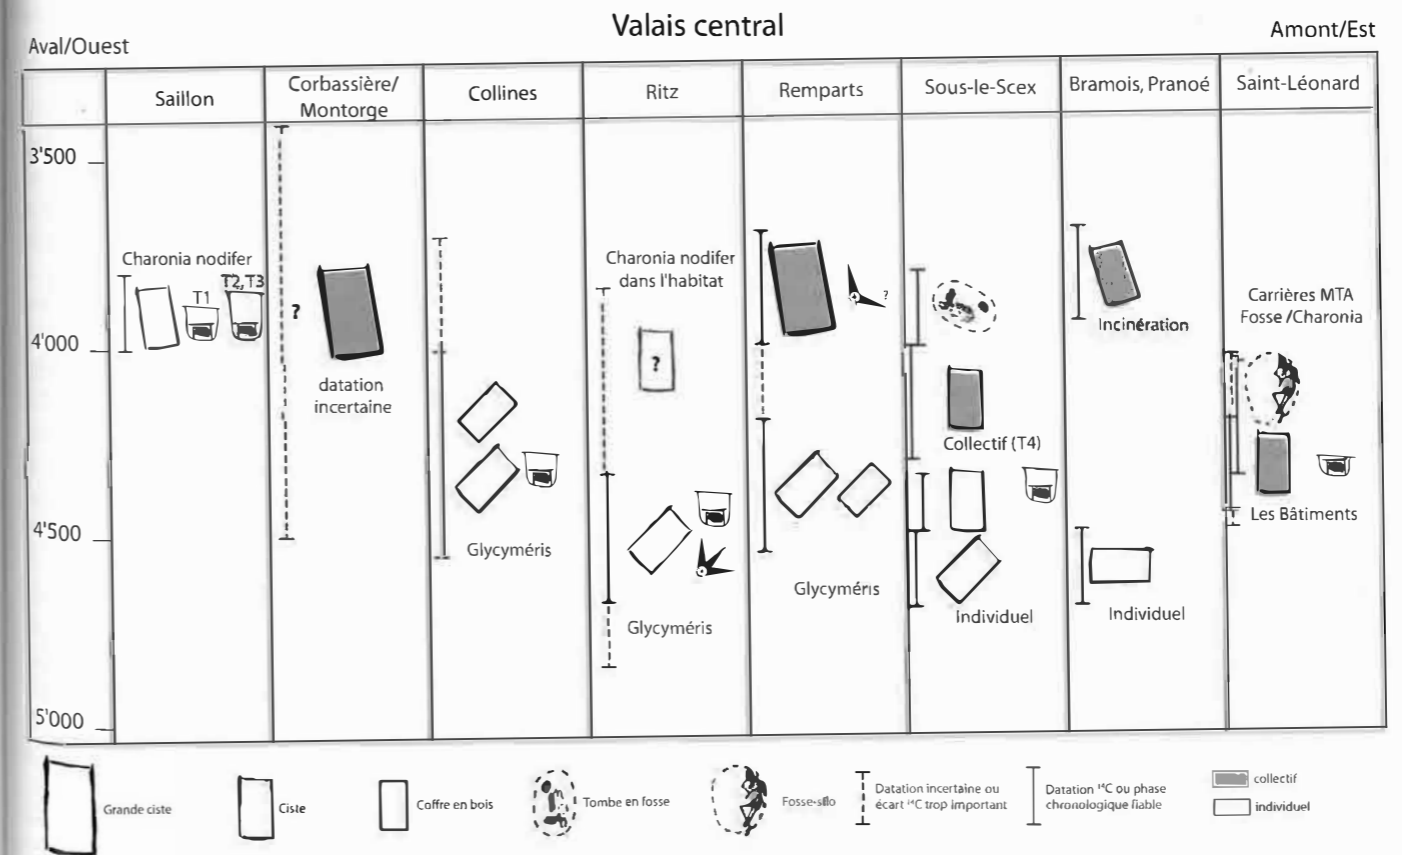 Valais central
Aval/Ouest
Amont/Est
Saillon
Corbassière/
Montorge
Collines
Ritz
Remparts
Sous-le-Scex
Bramois, Pranoé
Saint-Léonard
3'500
4'000
4'500
5'000
Charonia nodifer
T1
T2, T3
?
datation
incertaine
Glycyméris
Charonia nodifer
dans l'habitat
?
Glycyméris
?
Glycyméris
Collectif (T4)
Individuel
Incinération
Individuel
Carrières MTA
Fosse /Charonia
Les Bâtiments
Grande ciste
Ciste
Coffre en bois
Tombe en fosse
Fosse-silo
Datation incertaine ou
écart ¹⁴C trop important
Datation ¹⁴C ou phase
chronologique fiable
collectif
individuel